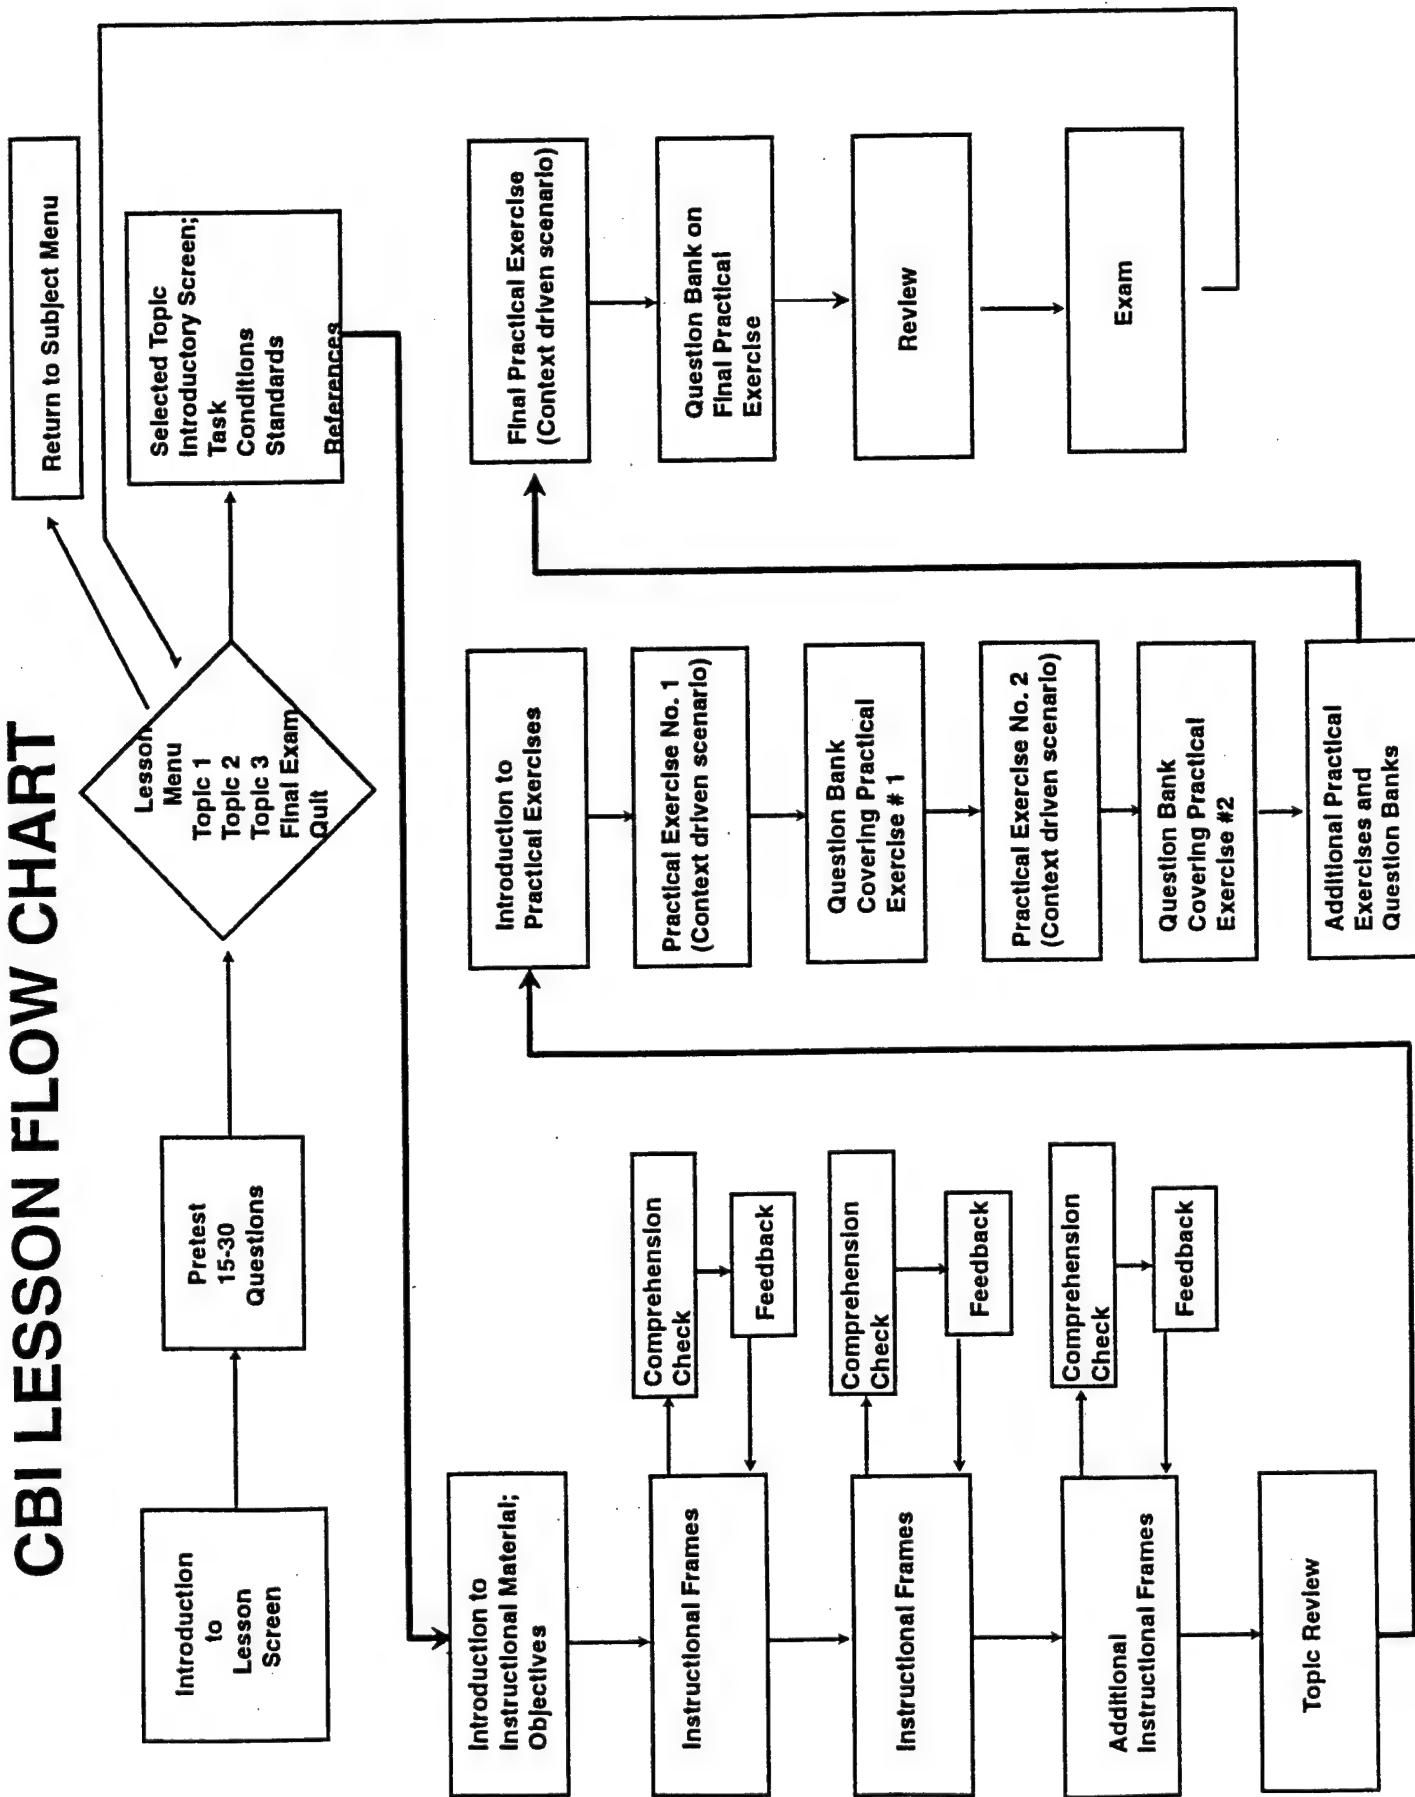 CBI LESSON FLOW CHART
Introduction
to
Lesson
Screen
Pretest
15-30
Questions
Lesson
Menu
Topic 1
Topic 2
Topic 3
Final Exam
Quit
Return to Subject Menu
Selected Topic
Introductory Screen;
Task
Conditions
Standards
References
Introduction to
Instructional Material;
Objectives
Instructional Frames
Comprehension
Check
Feedback
Instructional Frames
Comprehension
Check
Feedback
Additional
Instructional Frames
Comprehension
Check
Feedback
Topic Review
Introduction to
Practical Exercises
Practical Exercise No. 1
(Context driven scenario)
Question Bank
Covering Practical
Exercise # 1
Practical Exercise No. 2
(Context driven scenario)
Question Bank
Covering Practical
Exercise #2
Additional Practical
Exercises and
Question Banks
Final Practical Exercise
(Context driven scenario)
Question Bank on
Final Practical
Exercise
Review
Exam